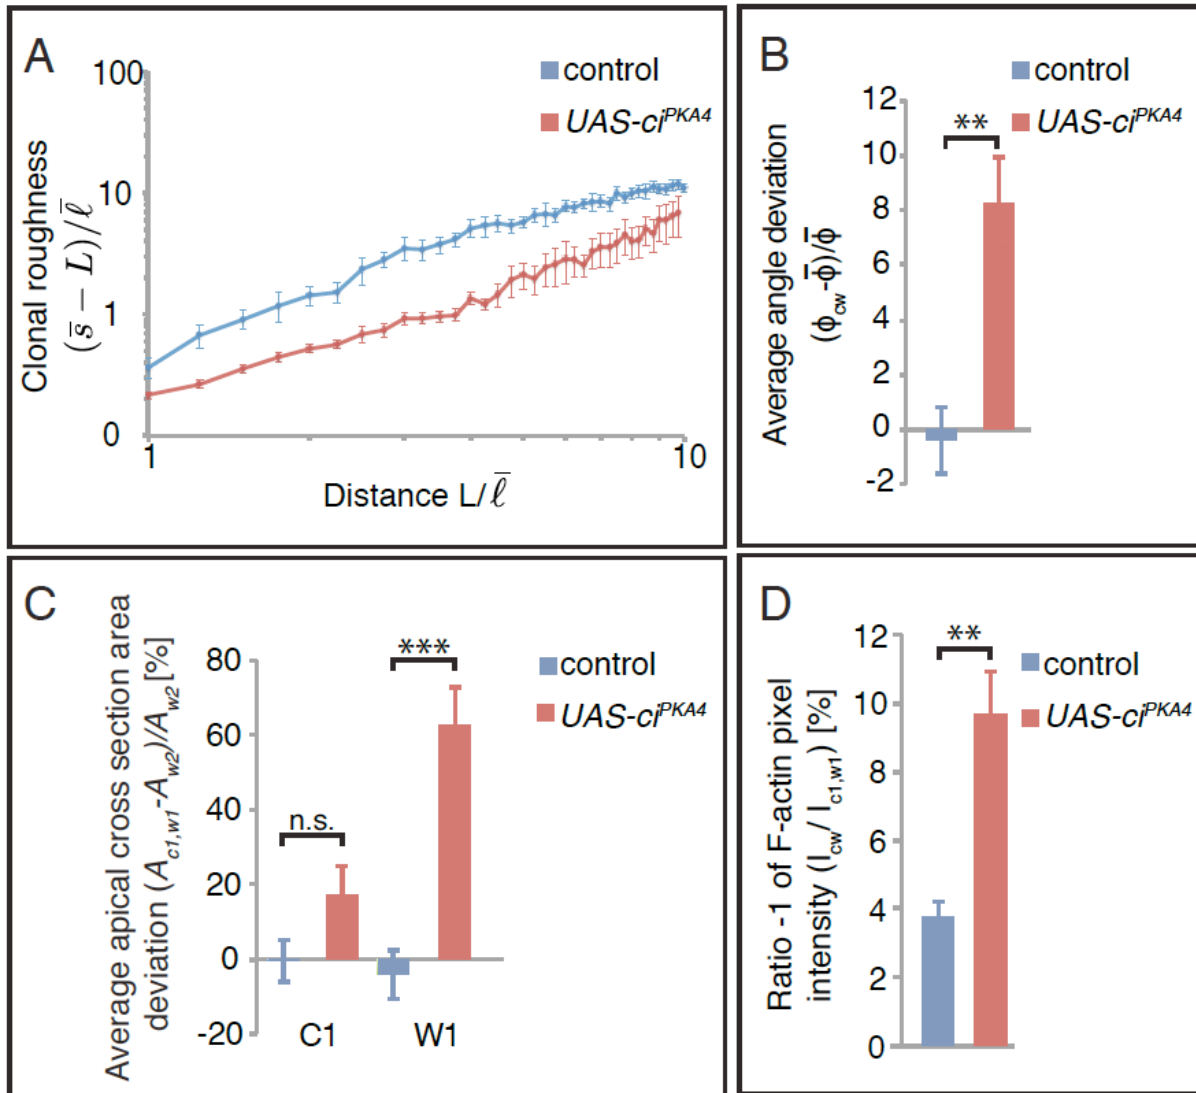 A
control
UAS-ci^PKA4
Clonal roughness
(s̄ − L)/ℓ̄
100
10
1
0
1
10
Distance L/ℓ̄
B
control
UAS-ci^PKA4
**
Average angle deviation
(ϕcw-ϕ̄)/ϕ̄
12
10
8
6
4
2
0
-2
C
control
UAS-ci^PKA4
Average apical cross section area
deviation (Ac1,w1-Aw2)/Aw2 [%]
80
60
40
20
0
-20
n.s.
***
C1
W1
D
control
UAS-ci^PKA4
**
Ratio -1 of F-actin pixel
intensity (Icw/ Ic1,w1) [%]
12
10
8
6
4
2
0